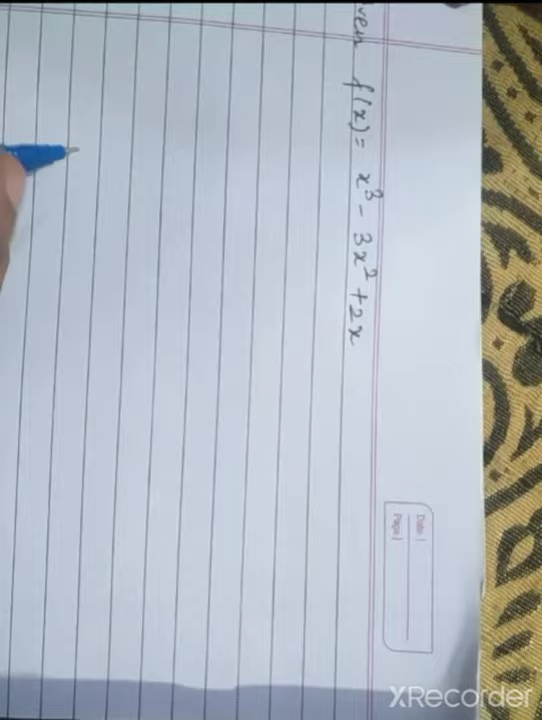 ven f(x) = x³ - 3x² + 2x
Date |
Page |
XRecorder